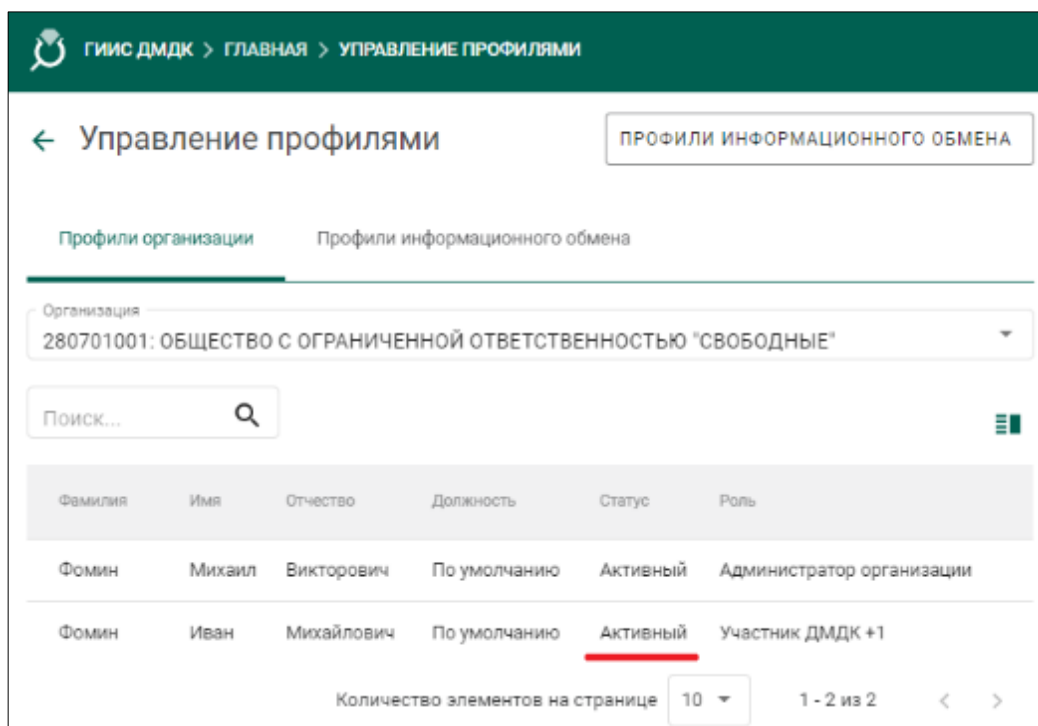 ГИИС ДМДК > ГЛАВНАЯ > УПРАВЛЕНИЕ ПРОФИЛЯМИ
Управление профилями
ПРОФИЛИ ИНФОРМАЦИОННОГО ОБМЕНА
Профили организации Профили информационного обмена
Организация
280701001: ОБЩЕСТВО С ОГРАНИЧЕННОЙ ОТВЕТСТВЕННОСТЬЮ "СВОБОДНЫЕ"
Поиск...
Фамилия Имя Отчество Должность Статус Роль
Фомин Михаил Викторович По умолчанию Активный Администратор организации
Фомин Иван Михайлович По умолчанию Активный Участник ДМДК +1
Количество элементов на странице 10 1 - 2 из 2 < >